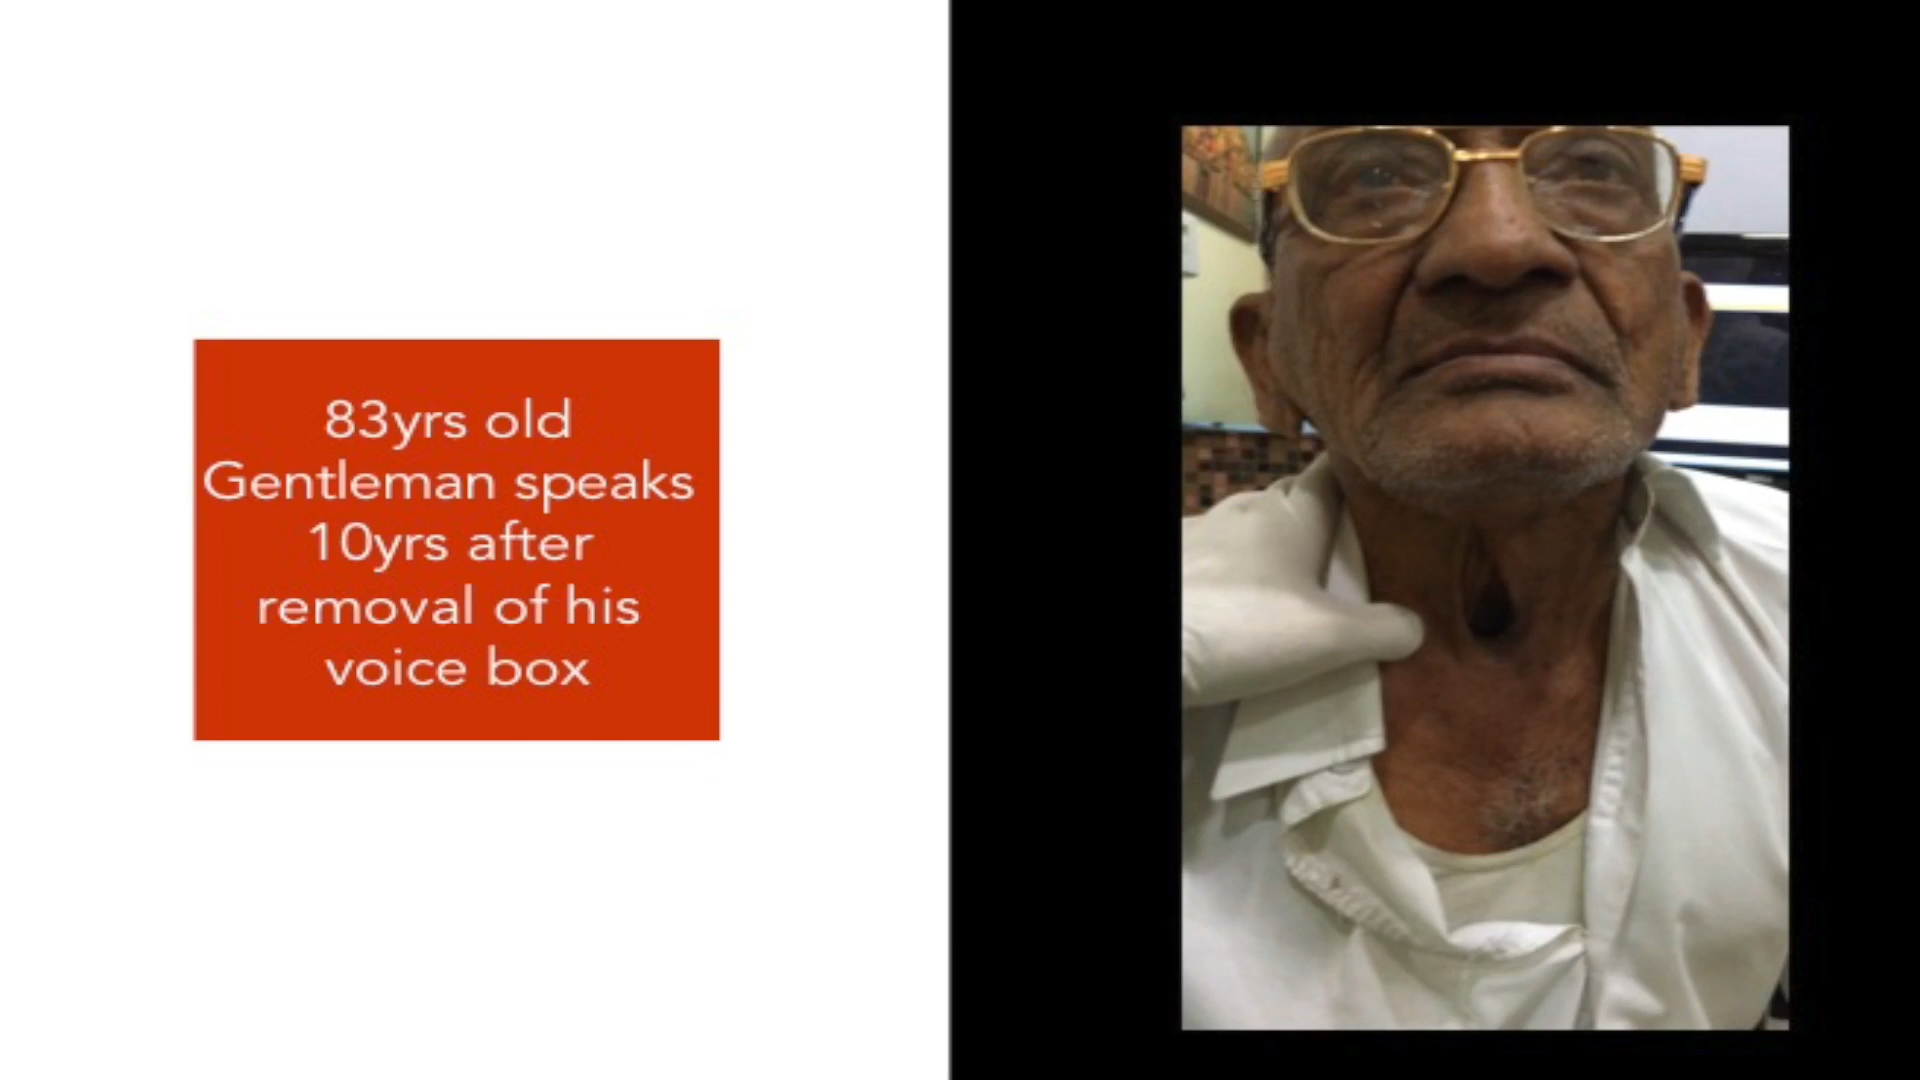 83yrs old
Gentleman speaks
10yrs after
removal of his
voice box